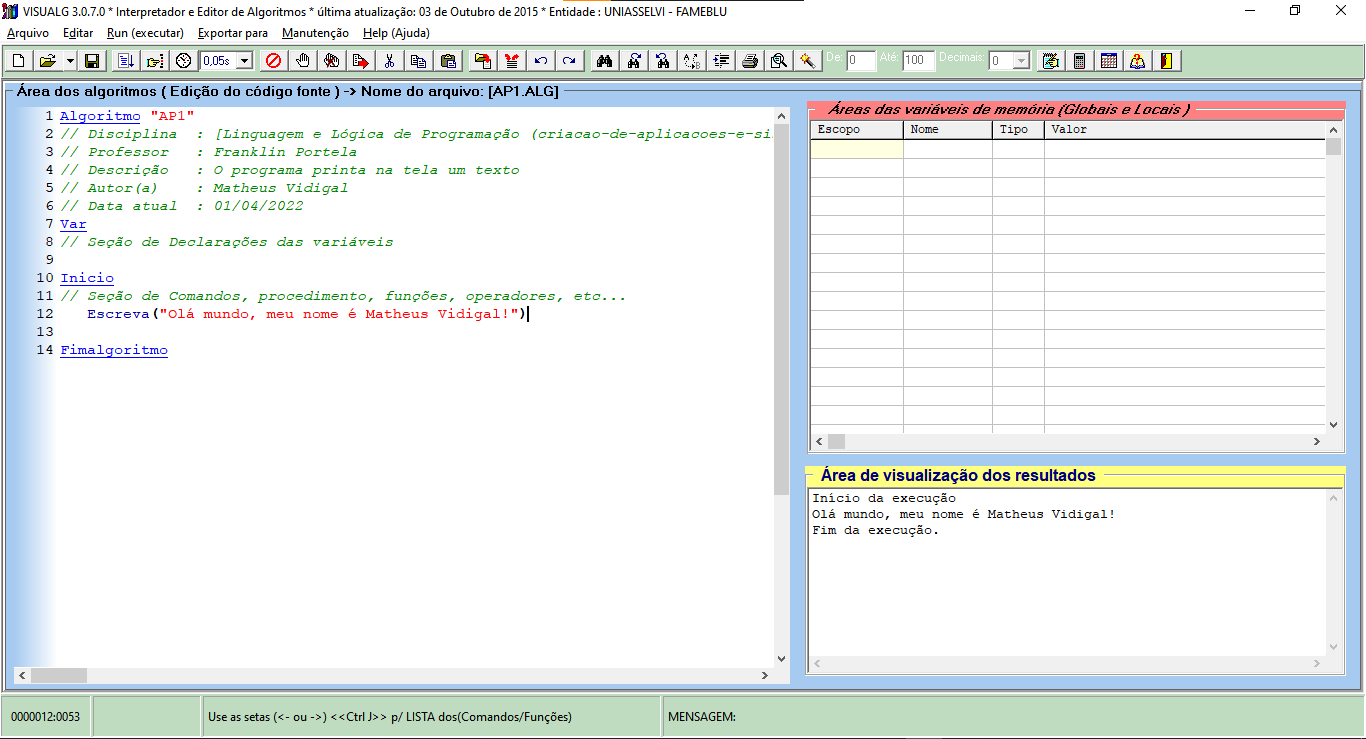 VISUALG 3.0.7.0 * Interpretador e Editor de Algoritmos * última atualização: 03 de Outubro de 2015 * Entidade : UNIASSELVI - FAMEBLU
Arquivo Editar Run (executar) Exportar para Manutenção Help (Ajuda)
0,05s De: 0 Até: 100 Decimais: 0
Área dos algoritmos ( Edição do código fonte ) -> Nome do arquivo: [AP1.ALG]
1 Algoritmo "AP1"
2 // Disciplina : [Linguagem e Lógica de Programação (criacao-de-aplicacoes-e-si
3 // Professor : Franklin Portela
4 // Descrição : O programa printa na tela um texto
5 // Autor(a) : Matheus Vidigal
6 // Data atual : 01/04/2022
7 Var
8 // Seção de Declarações das variáveis
9
10 Inicio
11 // Seção de Comandos, procedimento, funções, operadores, etc...
12 Escreva("Olá mundo, meu nome é Matheus Vidigal!")
13
14 Fimalgoritmo
Áreas das variáveis de memória (Globais e Locais )
Escopo Nome Tipo Valor
Área de visualização dos resultados
Início da execução
Olá mundo, meu nome é Matheus Vidigal!
Fim da execução.
0000012:0053 Use as setas (<- ou ->) <<Ctrl J>> p/ LISTA dos(Comandos/Funções) MENSAGEM: